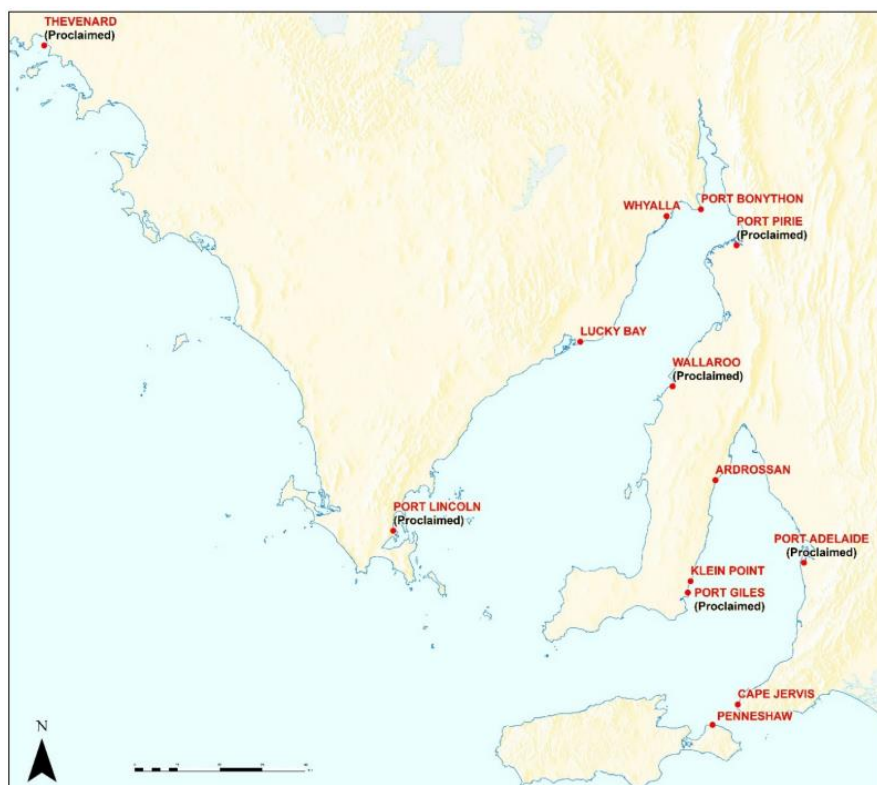 THEVENARD
(Proclaimed)
WHYALLA
PORT BONYTHON
PORT PIRIE
(Proclaimed)
LUCKY BAY
WALLAROO
(Proclaimed)
ARDROSSAN
PORT LINCOLN
(Proclaimed)
PORT ADELAIDE
(Proclaimed)
KLEIN POINT
PORT GILES
(Proclaimed)
CAPE JERVIS
PENNESHAW
N